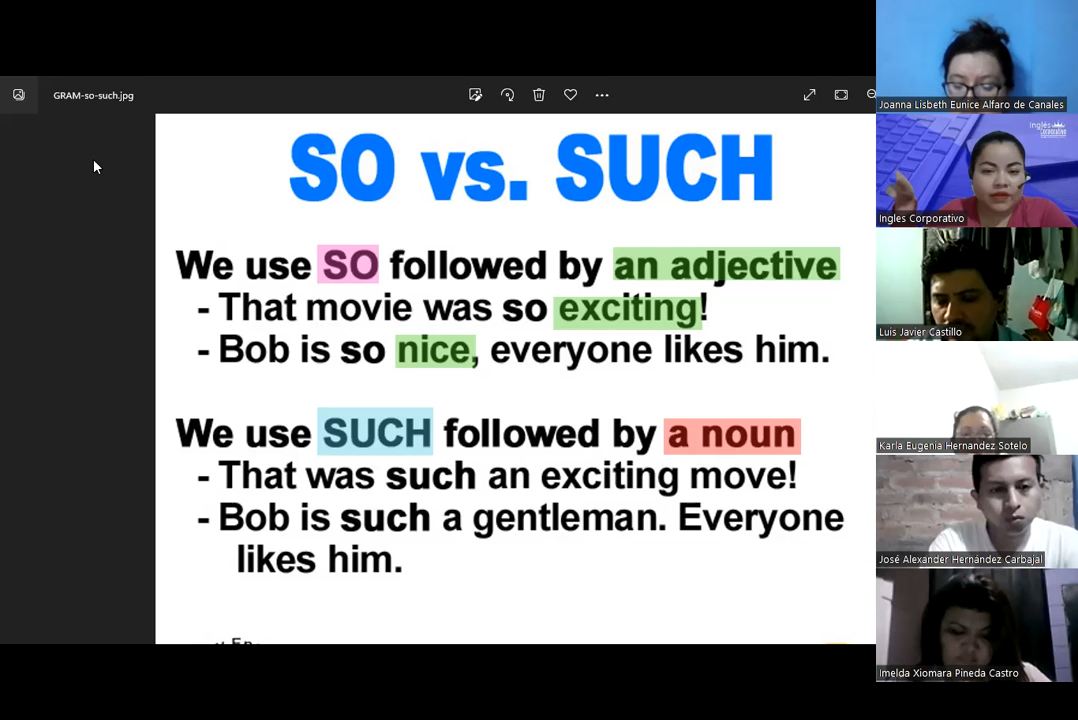 GRAM-so-such.jpg
SO vs. SUCH
We use SO followed by an adjective
- That movie was so exciting!
- Bob is so nice, everyone likes him.
We use SUCH followed by a noun
- That was such an exciting move!
- Bob is such a gentleman. Everyone
likes him.
Joanna Lisbeth Eunice Alfaro de Canales
Inglés
Corporativo
Ingles Corporativo
Luis Javier Castillo
Karla Eugenia Hernandez Sotelo
José Alexander Hernández Carbajal
Imelda Xiomara Pineda Castro